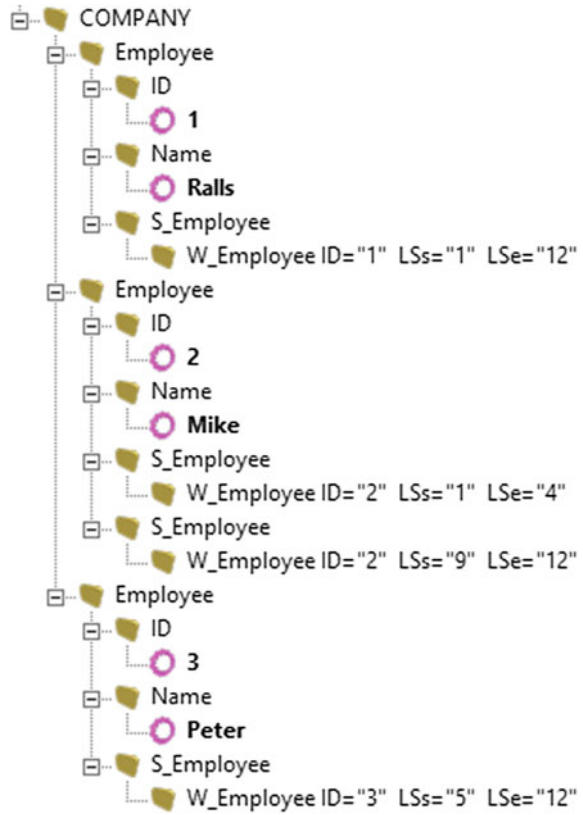 COMPANY
Employee
ID
1
Name
Ralls
S_Employee
W_Employee ID="1" LSs="1" LSe="12"
Employee
ID
2
Name
Mike
S_Employee
W_Employee ID="2" LSs="1" LSe="4"
S_Employee
W_Employee ID="2" LSs="9" LSe="12"
Employee
ID
3
Name
Peter
S_Employee
W_Employee ID="3" LSs="5" LSe="12"